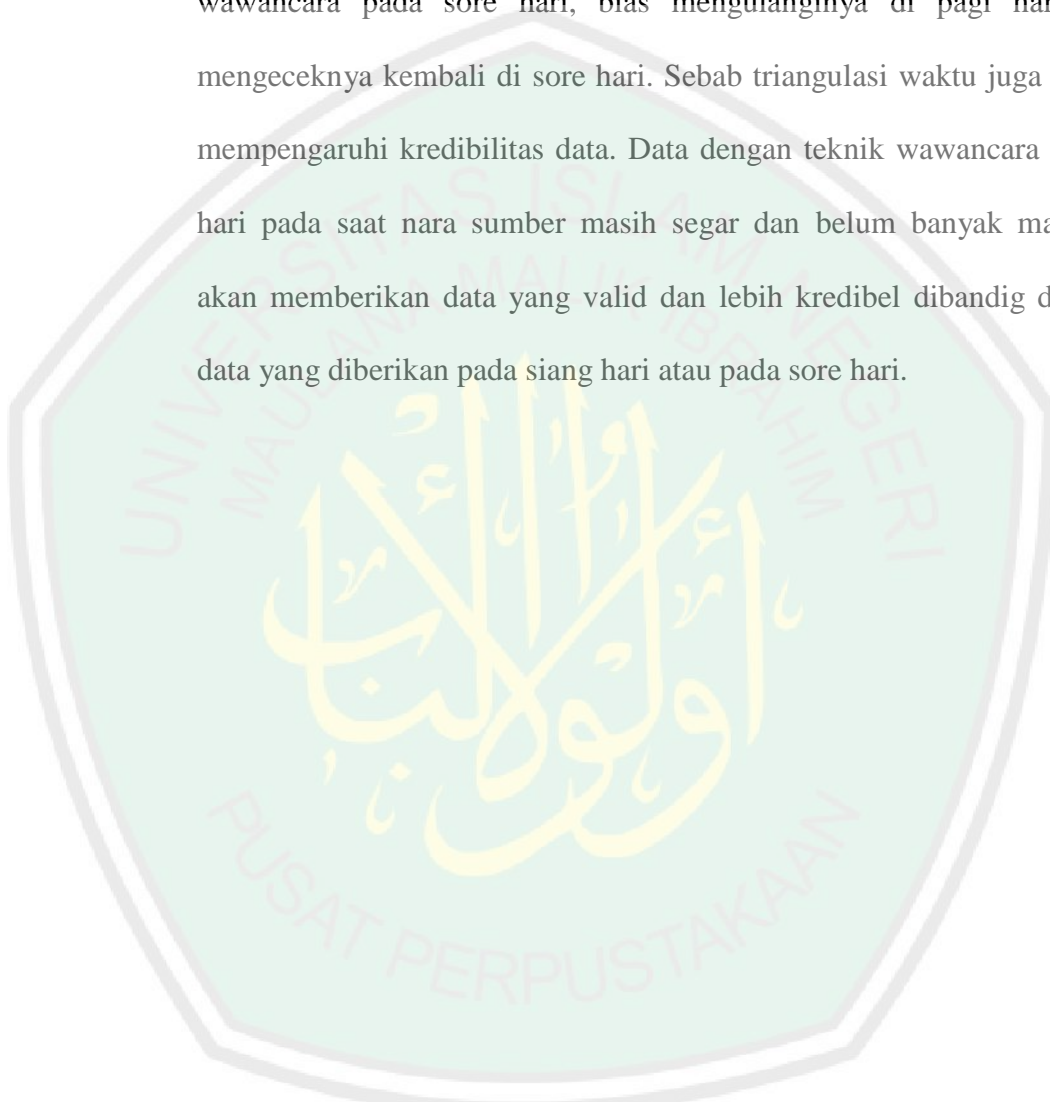 wawancara pada sore hari, bias mengulanginya di pagi
mengeceknya kembali di sore hari. Sebab triangulasi waktu juga
mempengaruhi kredibilitas data. Data dengan teknik wawancara
hari pada saat nara sumber masih segar dan belum banyak
akan memberikan data yang valid dan lebih kredibel dibandig
data yang diberikan pada siang hari atau pada sore hari.
UNIVERSITAS ISLAM NEGERI
MAULANA MALIK IBRAHIM
PUSAT PERPUSTAKAAN